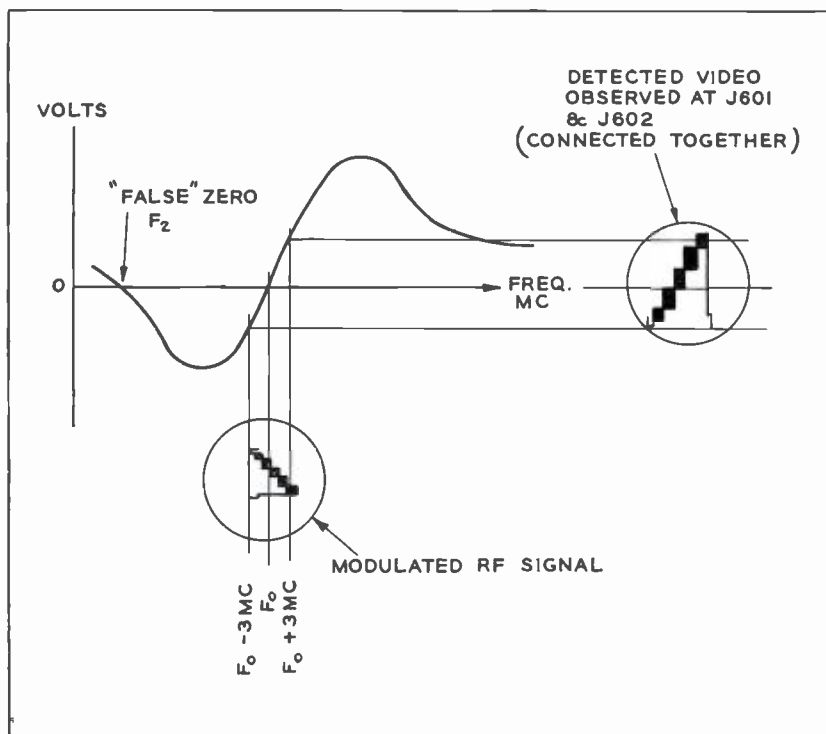 DETECTED VIDEO
OBSERVED AT J601
& J602
(CONNECTED TOGETHER)
VOLTS
"FALSE" ZERO
F₂
0
FREQ.
MC
MODULATED RF SIGNAL
F₀ -3MC
F₀
F₀ +3MC